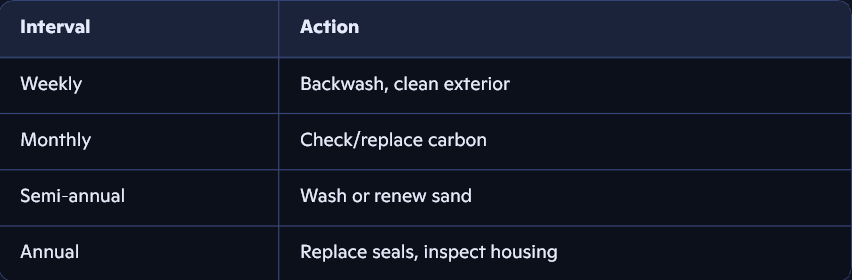 Interval Action
Weekly Backwash, clean exterior
Monthly Check/replace carbon
Semi-annual Wash or renew sand
Annual Replace seals, inspect housing